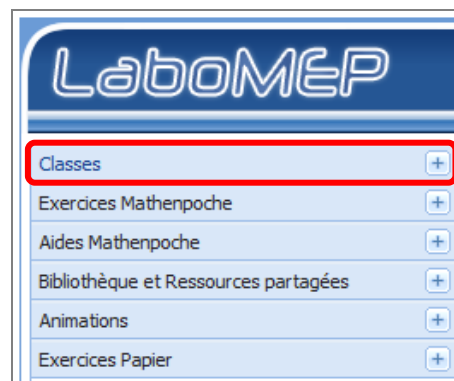 LaboMEP
Classes
Exercices Mathenpoche
Aides Mathenpoche
Bibliothèque et Ressources partagées
Animations
Exercices Papier